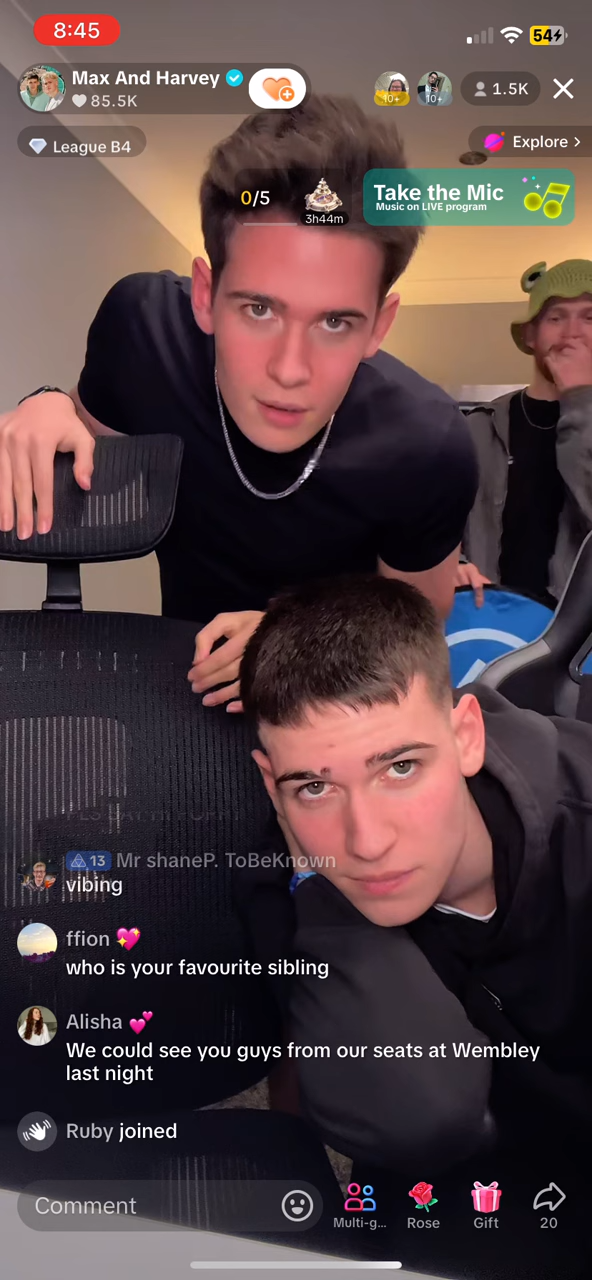 8:45
54
Max And Harvey
85.5K
10+
10+
1.5K
League B4
Explore >
0/5
3h44m
Take the Mic
Music on LIVE program
13 Mr shaneP. ToBeKnown
vibing
ffion
who is your favourite sibling
Alisha
We could see you guys from our seats at Wembley
last night
Ruby joined
Comment
Multi-g...
Rose
Gift
20